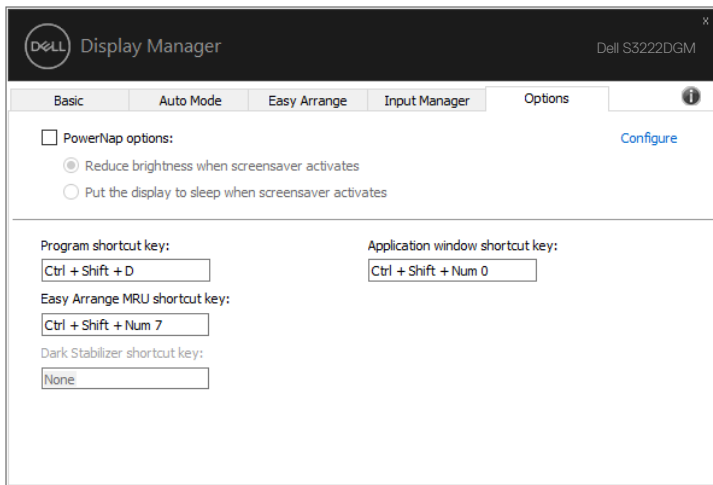 x
DELL Display Manager
Dell S3222DGM
Basic Auto Mode Easy Arrange Input Manager Options i
PowerNap options: Configure
Reduce brightness when screensaver activates
Put the display to sleep when screensaver activates
Program shortcut key: Application window shortcut key:
Ctrl + Shift + D Ctrl + Shift + Num 0
Easy Arrange MRU shortcut key:
Ctrl + Shift + Num 7
Dark Stabilizer shortcut key:
None